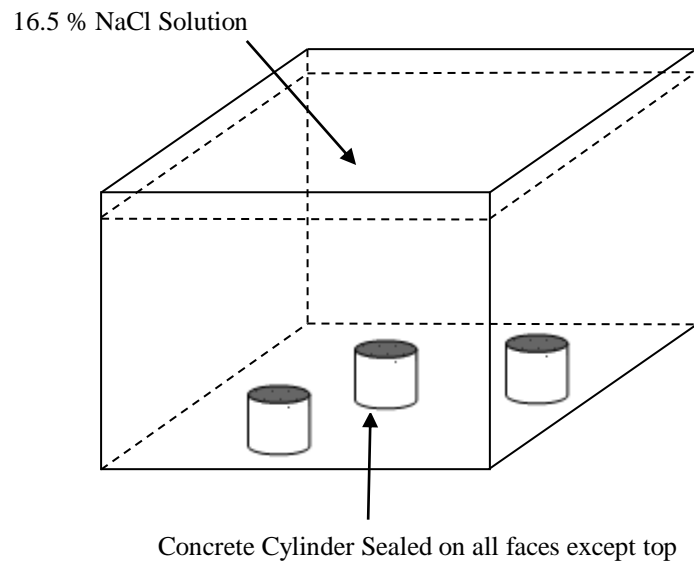 16.5 % NaCl Solution
Concrete Cylinder Sealed on all faces except top